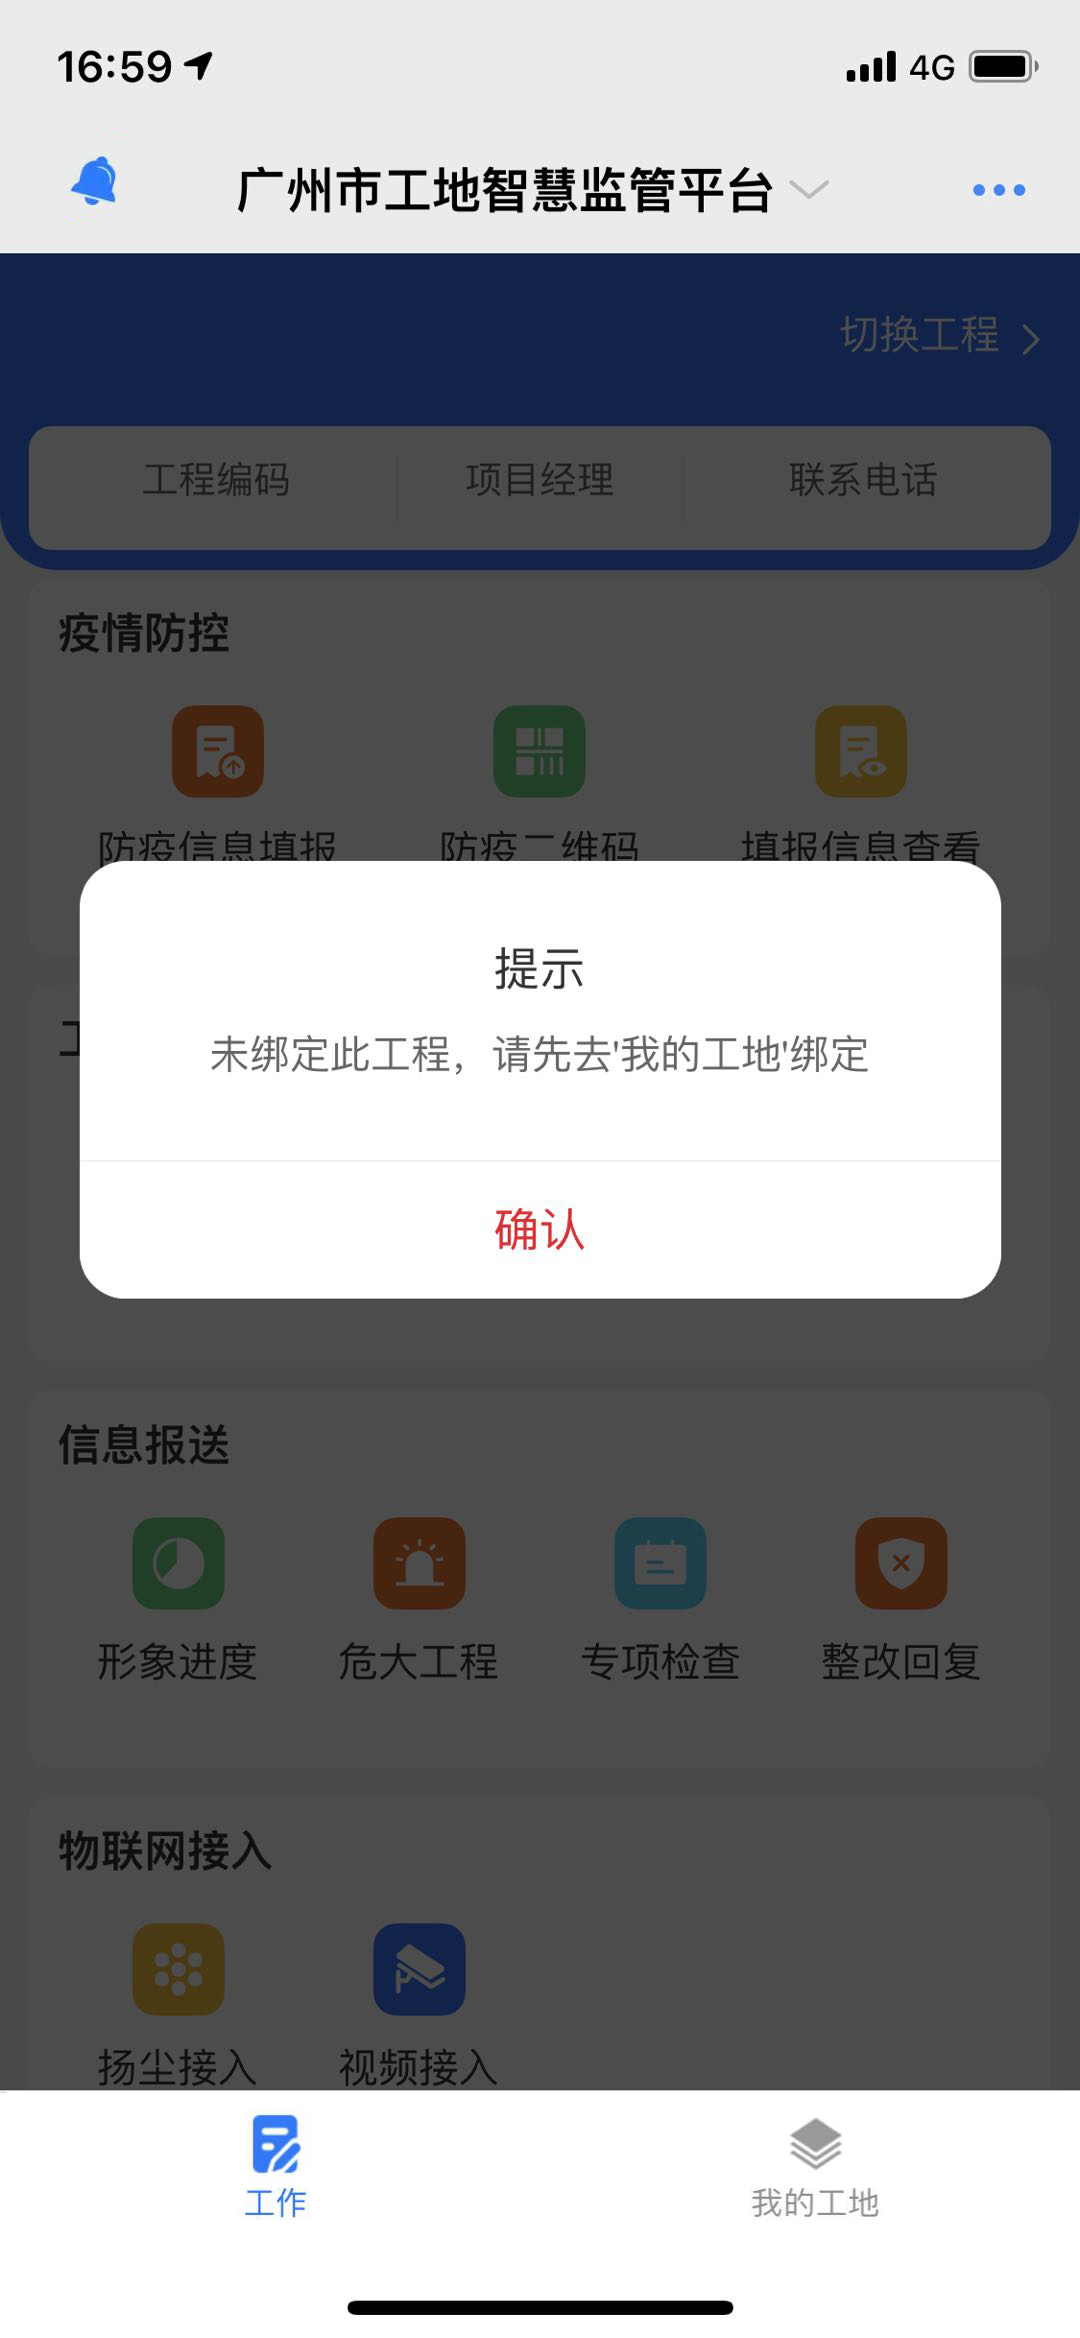 16:59
4G
广州市工地智慧监管平台
切换工程
工程编码
项目经理
联系电话
疫情防控
防疫信息填报
防疫二维码
填报信息查看
提示
未绑定此工程，请先去'我的工地'绑定
确认
信息报送
形象进度
危大工程
专项检查
整改回复
物联网接入
扬尘接入
视频接入
工作
我的工地